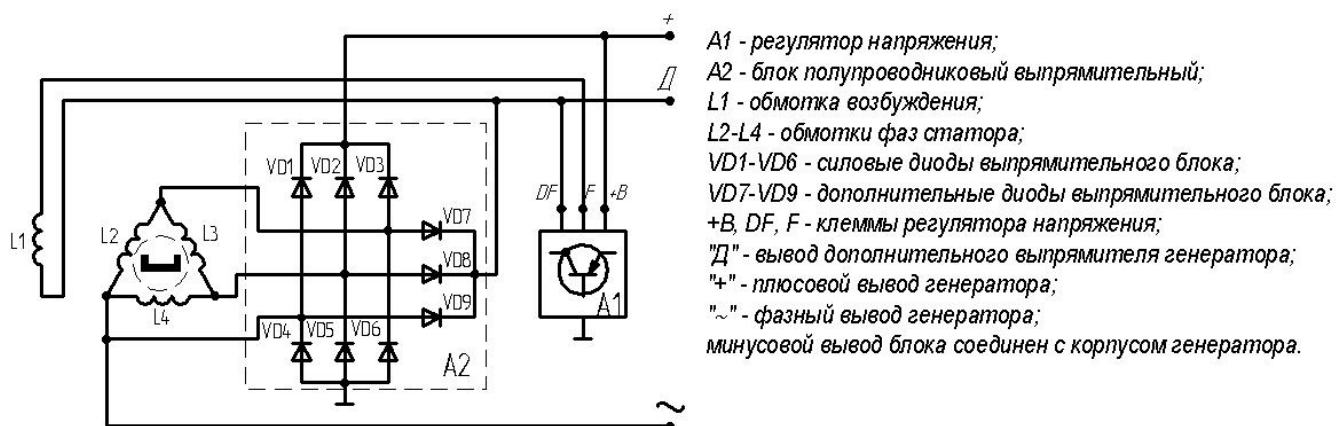 +
Д
VD1 VD2 VD3
DF F +B
VD7
L1 L2 L3
VD8
A1
VD9
L4
VD4 VD5 VD6
A2
~
A1 - регулятор напряжения;
A2 - блок полупроводниковый выпрямительный;
L1 - обмотка возбуждения;
L2-L4 - обмотки фаз статора;
VD1-VD6 - силовые диоды выпрямительного блока;
VD7-VD9 - дополнительные диоды выпрямительного блока;
+B, DF, F - клеммы регулятора напряжения;
"Д" - вывод дополнительного выпрямителя генератора;
"+" - плюсовой вывод генератора;
"~" - фазный вывод генератора;
минусовой вывод блока соединен с корпусом генератора.